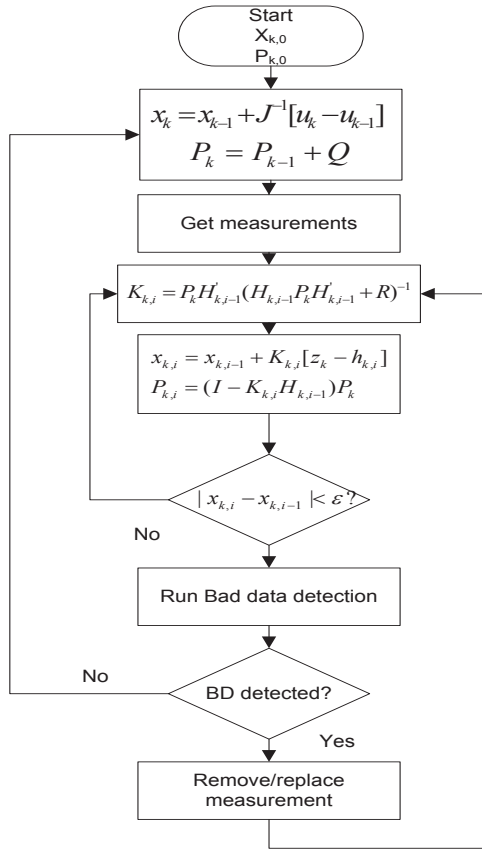 Start
X_{k,0}
P_{k,0}
x_k = x_{k-1} + J^{-1}[u_k - u_{k-1}]
P_k = P_{k-1} + Q
Get measurements
K_{k,i} = P_k H'_{k,i-1}(H_{k,i-1} P_k H'_{k,i-1} + R)^{-1}
x_{k,i} = x_{k,i-1} + K_{k,i}[z_k - h_{k,i}]
P_{k,i} = (I - K_{k,i} H_{k,i-1})P_k
| x_{k,i} - x_{k,i-1} | < ε ?
No
Run Bad data detection
No
BD detected?
Yes
Remove/replace
measurement